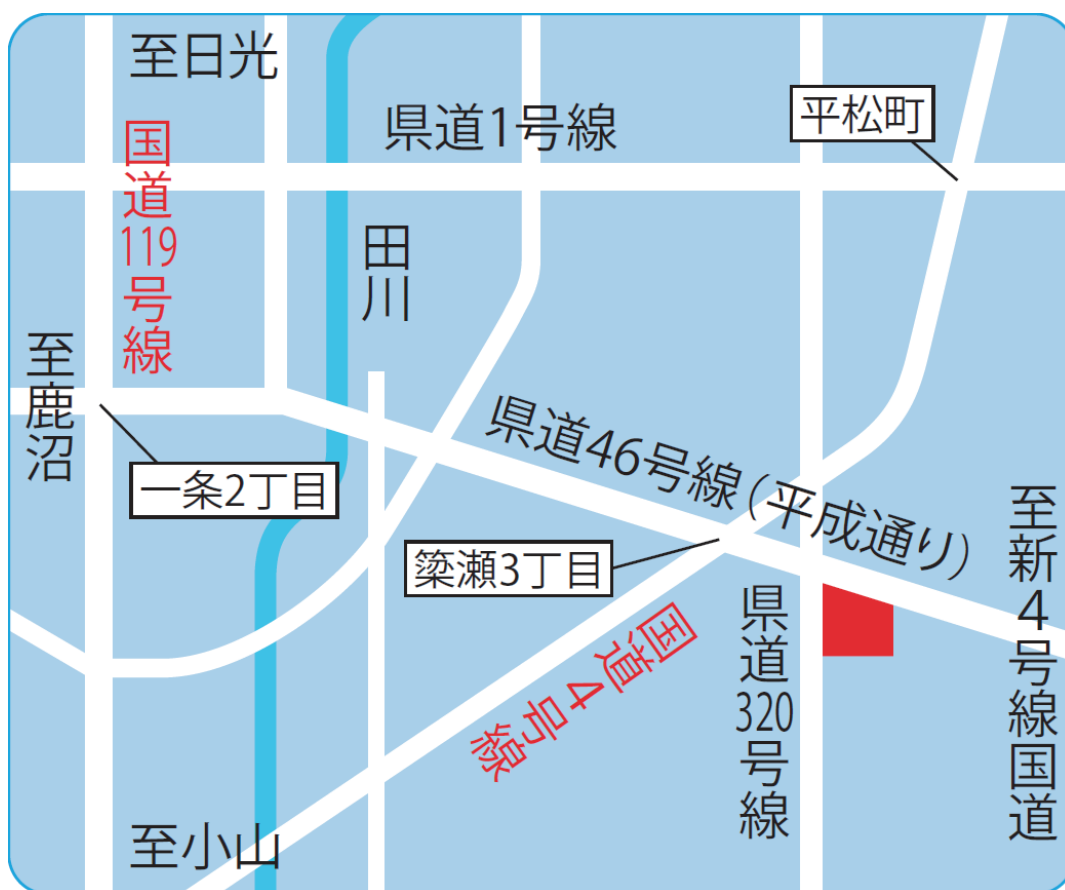 至日光
国道119号線
県道1号線
平松町
田川
至鹿沼
一条2丁目
県道46号線（平成通り）
簗瀬3丁目
国道4号線
県道320号線
至新4号線国道
至小山